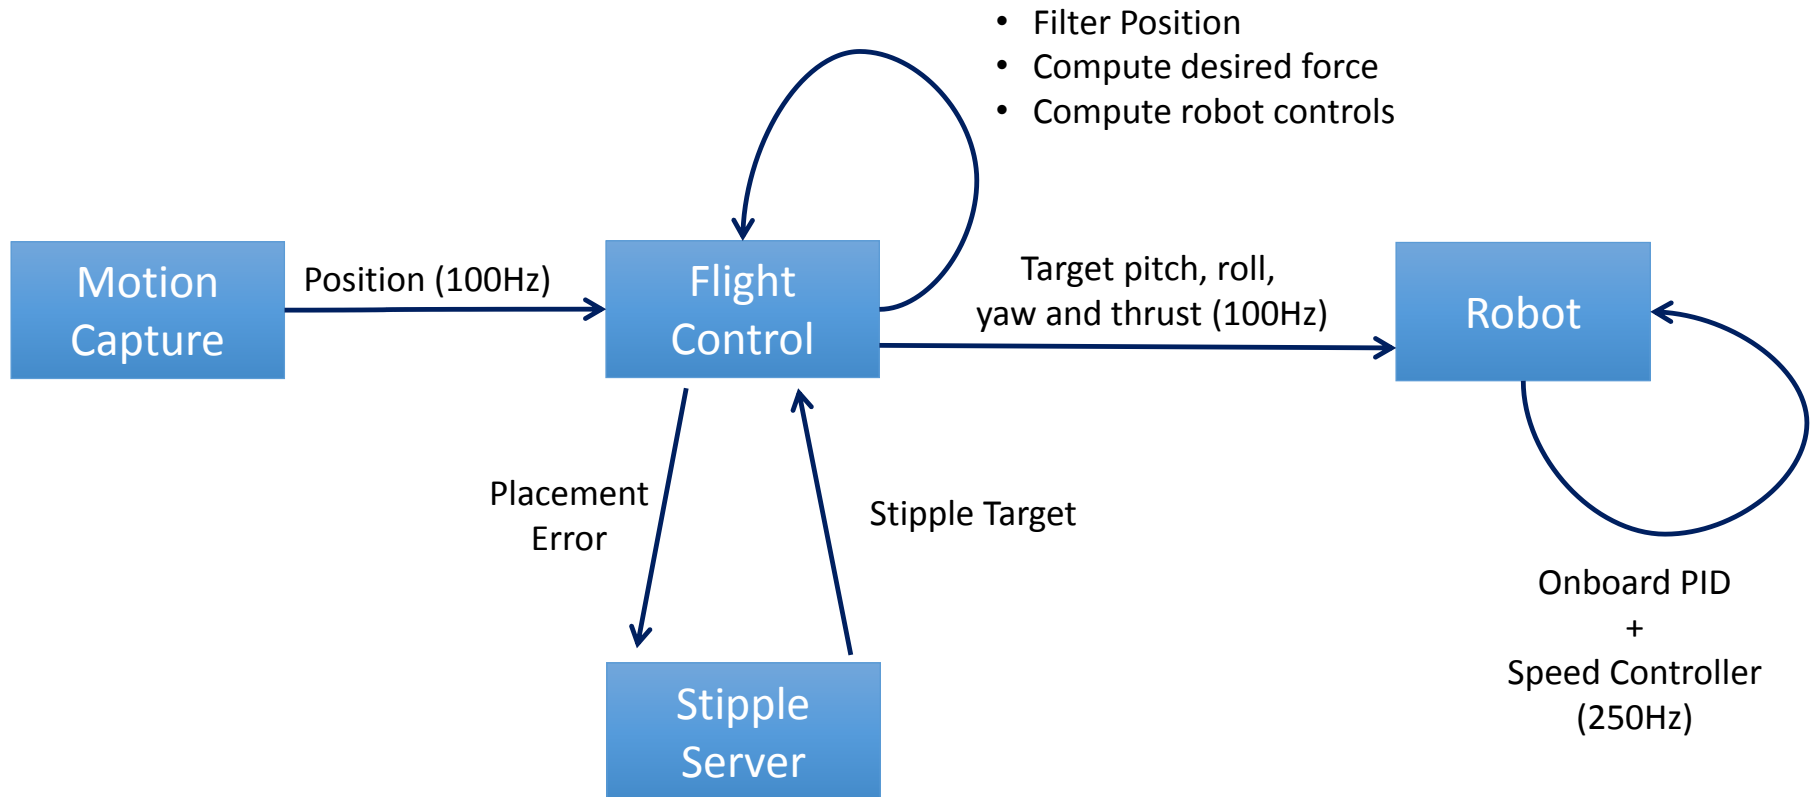 • Filter Position
• Compute desired force
• Compute robot controls
Motion
Capture
Position (100Hz)
Flight
Control
Target pitch, roll,
yaw and thrust (100Hz)
Robot
Placement
Error
Stipple Target
Onboard PID
+
Speed Controller
(250Hz)
Stipple
Server